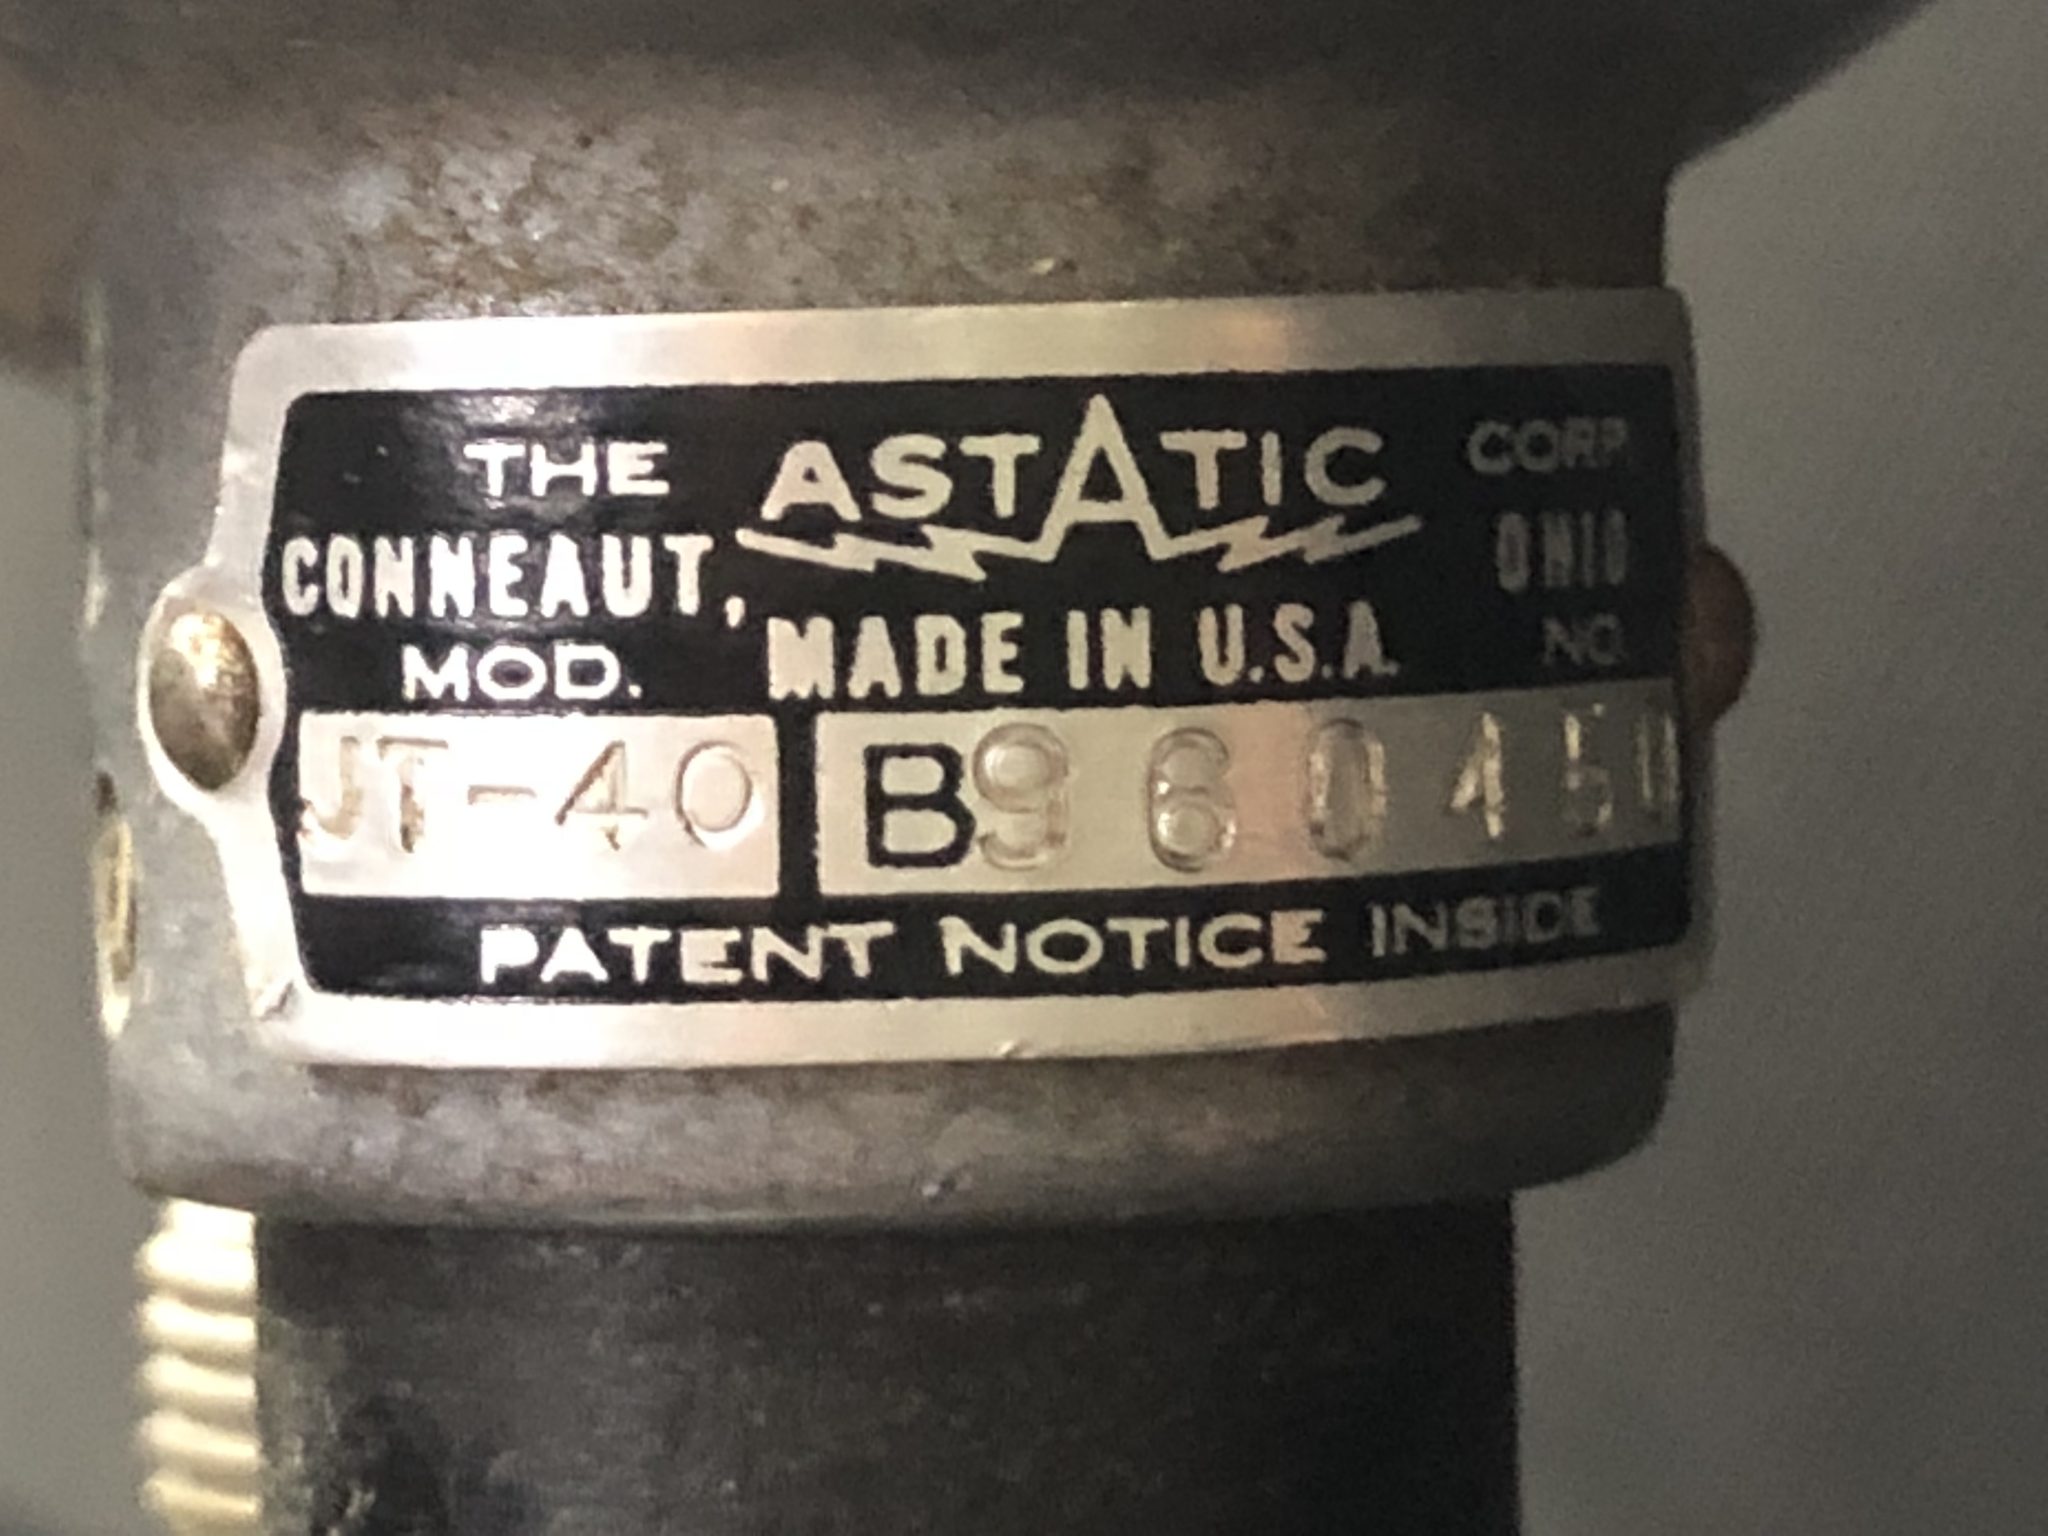 THE ASTATIC CORP
CONNEAUT, OHIO
MADE IN U.S.A.
MOD. NO.
JT-40 B960450
PATENT NOTICE INSIDE